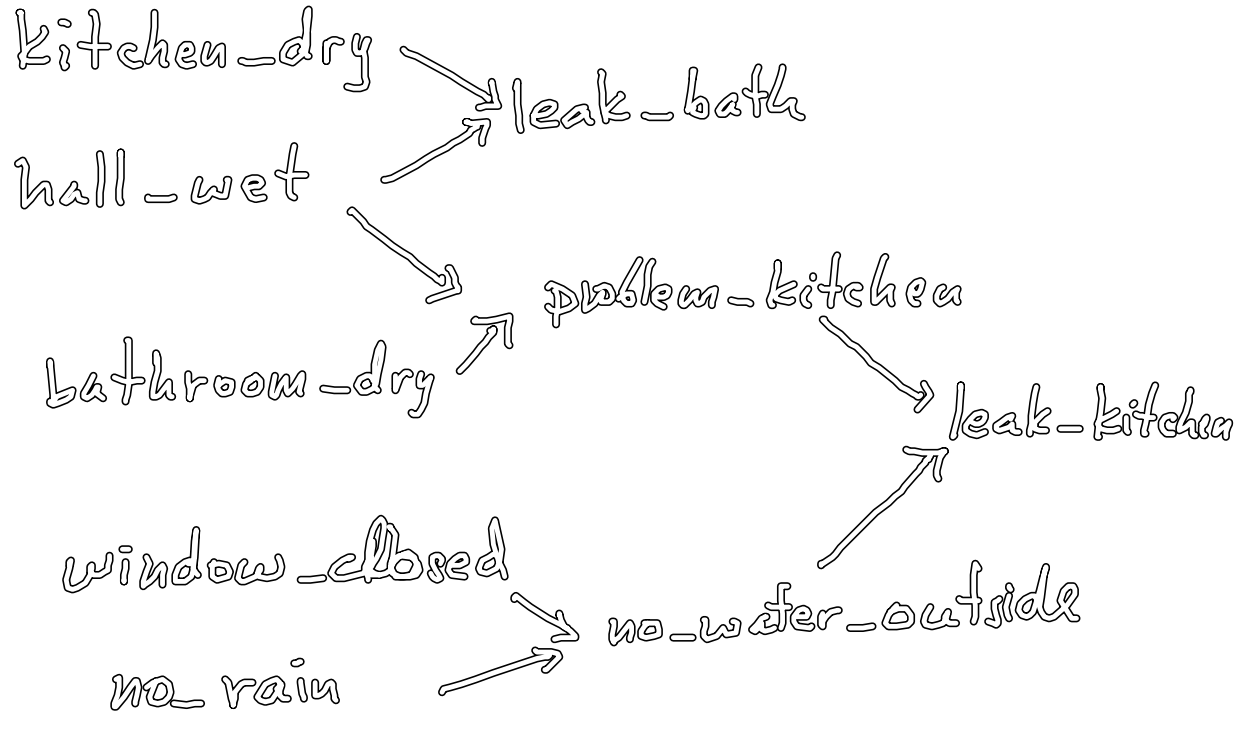 kitchen_dry
leak_bath
hall_wet
problem_kitchen
bathroom_dry
leak_kitchen
window_closed
no_water_outside
no_rain